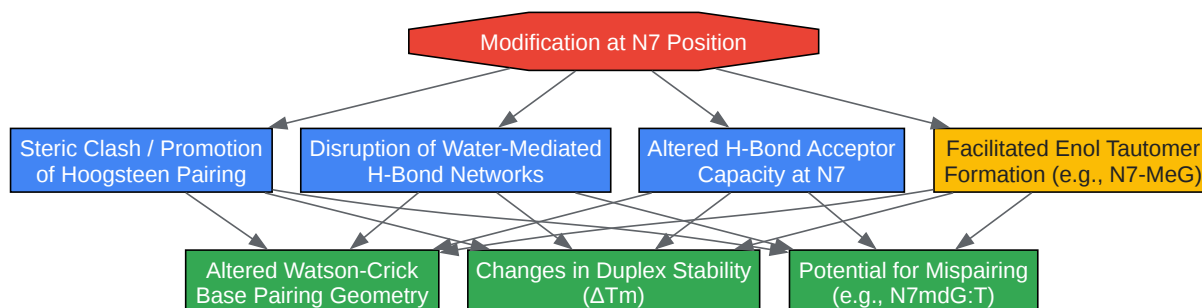 Modification at N7 Position
Steric Clash / Promotion
of Hoogsteen Pairing
Disruption of Water-Mediated
H-Bond Networks
Altered H-Bond Acceptor
Capacity at N7
Facilitated Enol Tautomer
Formation (e.g., N7-MeG)
Altered Watson-Crick
Base Pairing Geometry
Changes in Duplex Stability
(ΔTm)
Potential for Mispairing
(e.g., N7mdG:T)